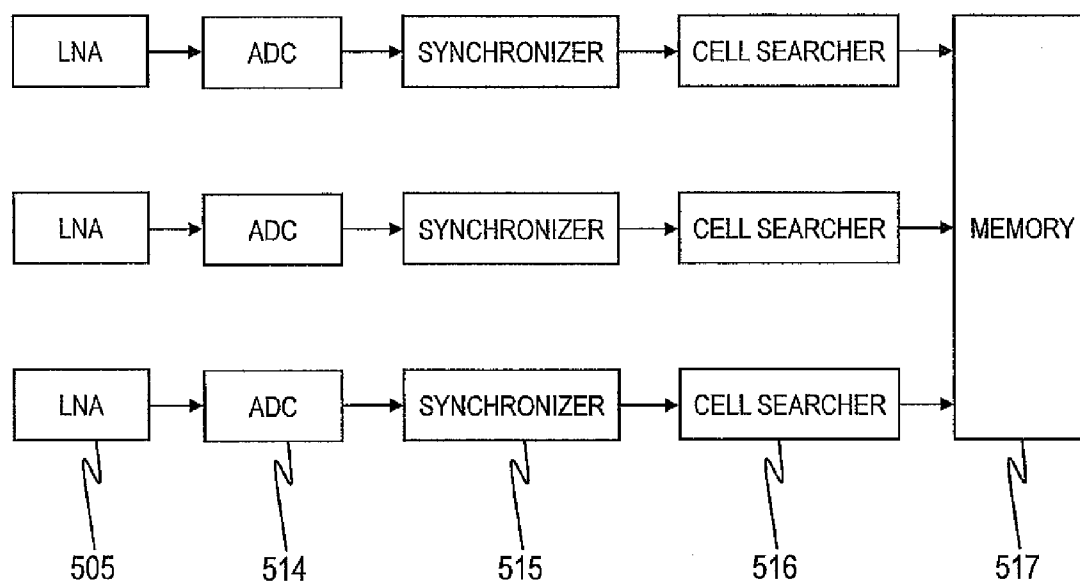 LNA ADC SYNCHRONIZER CELL SEARCHER
LNA ADC SYNCHRONIZER CELL SEARCHER MEMORY
LNA ADC SYNCHRONIZER CELL SEARCHER
505 514 515 516 517